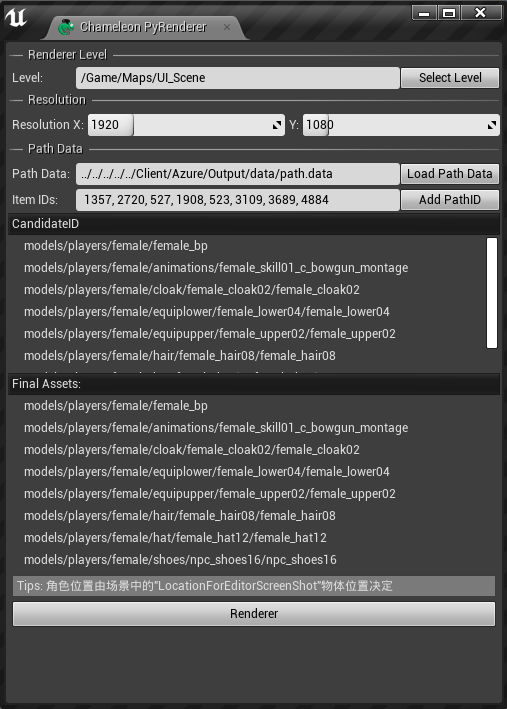 Chameleon PyRenderer
Renderer Level
Level: /Game/Maps/UI_Scene Select Level
Resolution
Resolution X: 1920 Y: 1080
Path Data
Path Data: ../../../../../Client/Azure/Output/data/path.data Load Path Data
Item IDs: 1357, 2720, 527, 1908, 523, 3109, 3689, 4884 Add PathID
CandidateID
models/players/female/female_bp
models/players/female/animations/female_skill01_c_bowgun_montage
models/players/female/cloak/female_cloak02/female_cloak02
models/players/female/equiplower/female_lower04/female_lower04
models/players/female/equipupper/female_upper02/female_upper02
models/players/female/hair/female_hair08/female_hair08
Final Assets:
models/players/female/female_bp
models/players/female/animations/female_skill01_c_bowgun_montage
models/players/female/cloak/female_cloak02/female_cloak02
models/players/female/equiplower/female_lower04/female_lower04
models/players/female/equipupper/female_upper02/female_upper02
models/players/female/hair/female_hair08/female_hair08
models/players/female/hat/female_hat12/female_hat12
models/players/female/shoes/npc_shoes16/npc_shoes16
Tips: 角色位置由场景中的"LocationForEditorScreenShot"物体位置决定
Renderer